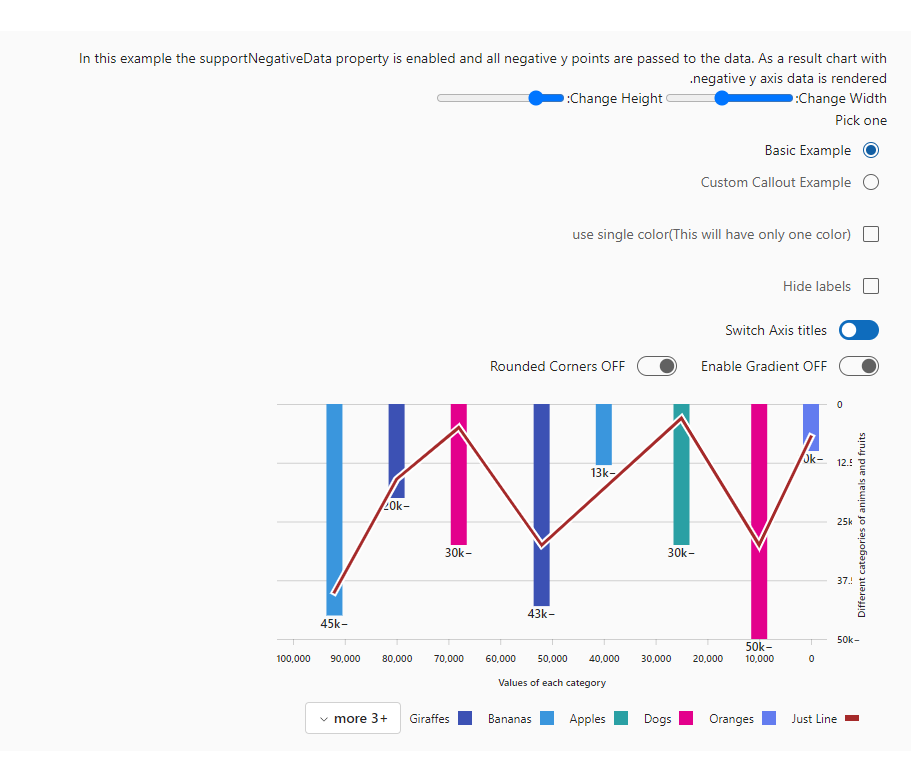 In this example the supportNegativeData property is enabled and all negative y points are passed to the data. As a result chart with
.negative y axis data is rendered
:Change Height :Change Width
Pick one
Basic Example
Custom Callout Example
use single color(This will have only one color)
Hide labels
Switch Axis titles
Rounded Corners OFF Enable Gradient OFF
0
12.5
25k
37.5
50k−
Different categories of animals and fruits
45k−
20k−
30k−
43k−
13k−
30k−
50k−
0k−
100,000 90,000 80,000 70,000 60,000 50,000 40,000 30,000 20,000 10,000 0
Values of each category
more 3+ Giraffes Bananas Apples Dogs Oranges Just Line